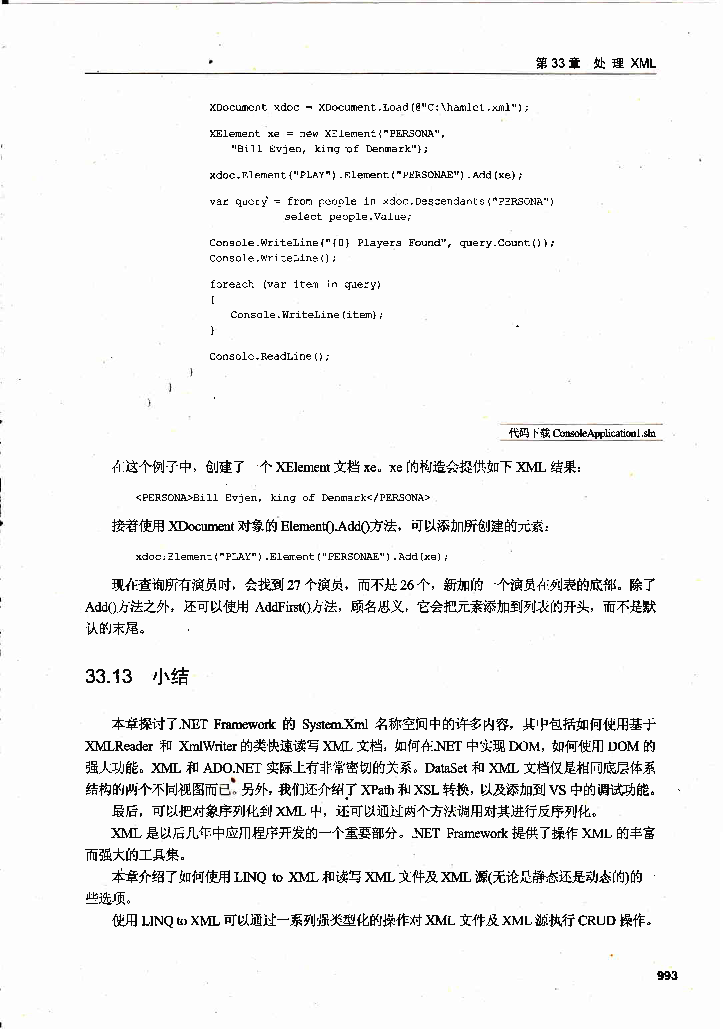 第33章 处 理 XML
XDocument xdoc = XDocument.Load(@"C:\hamlet.xml");
XElement xe = new XElement("PERSONA",
"Bill Evjen, king of Denmark");
xdoc.Element("PLAY").Element("PERSONAE").Add(xe);
var query = from people in xdoc.Descendants("PERSONA")
select people.Value;
Console.WriteLine("{0} Players Found", query.Count());
Console.WriteLine();
foreach (var item in query)
{
Console.WriteLine(item);
}
Console.ReadLine();
}
}
}
代码下载 ConsoleApplication1.sln
在这个例子中，创建了一个 XElement 文档 xe。xe 的构造会提供如下 XML 结果：
<PERSONA>Bill Evjen, king of Denmark</PERSONA>
接着使用 XDocument 对象的 Element().Add()方法，可以添加所创建的元素：
xdoc.Element("PLAY").Element("PERSONAE").Add(xe);
现在查询所有演员时，会找到 27 个演员，而不是 26 个，新加的一个演员在列表的底部。除了
Add()方法之外，还可以使用 AddFirst()方法，顾名思义，它会把元素添加到列表的开头，而不是默
认的末尾。
33.13 小结
本章探讨了.NET Framework 的 System.Xml 名称空间中的许多内容，其中包括如何使用基于
XMLReader 和 XmlWriter 的类快速读写 XML 文档，如何在.NET 中实现 DOM，如何使用 DOM 的
强大功能。XML 和 ADO.NET 实际上有非常密切的关系。DataSet 和 XML 文档仅是相同底层体系
结构的两个不同视图而已。另外，我们还介绍了 XPath 和 XSL 转换，以及添加到 VS 中的调试功能。
最后，可以把对象序列化到 XML 中，还可以通过两个方法调用对其进行反序列化。
XML 是以后几年中应用程序开发的一个重要部分。.NET Framework 提供了操作 XML 的丰富
而强大的工具集。
本章介绍了如何使用 LINQ to XML 和读写 XML 文件及 XML 源(无论是静态还是动态的)的一
些选项。
使用 LINQ to XML 可以通过一系列强类型化的操作对 XML 文件及 XML 源执行 CRUD 操作。
993